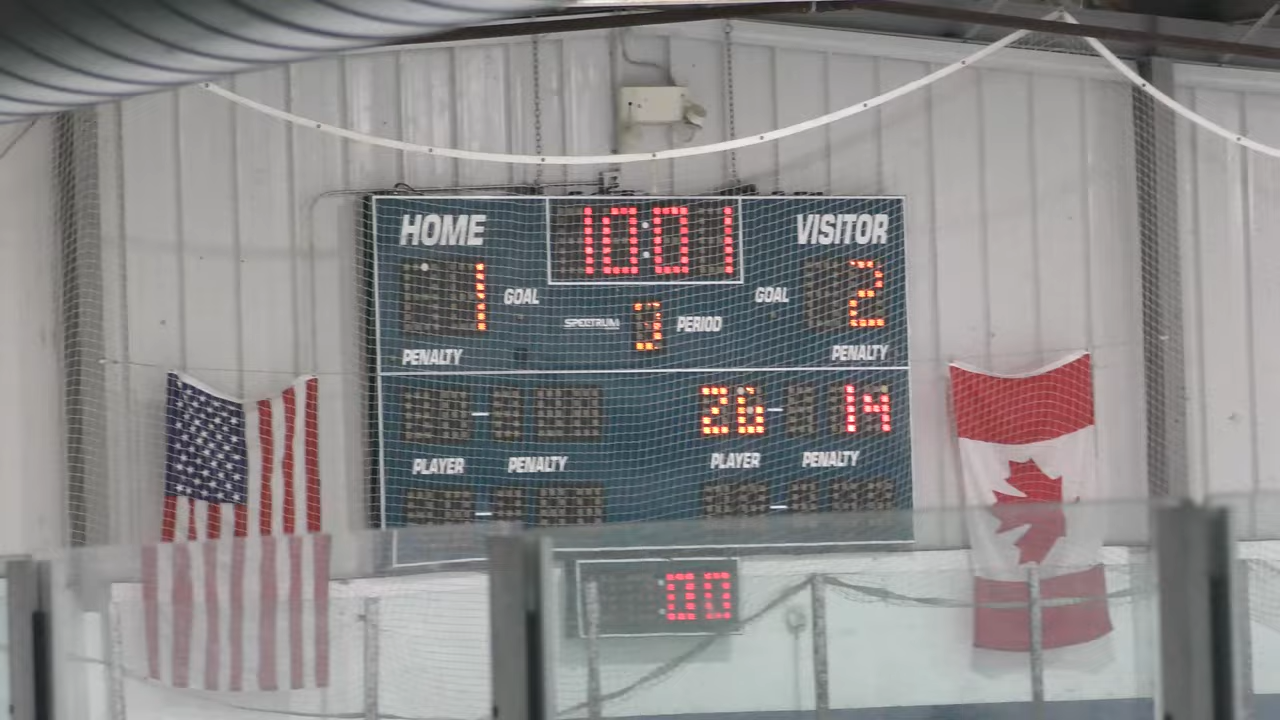 HOME 10:01 VISITOR
1 GOAL GOAL 2
SPECTRUM 3 PERIOD
PENALTY PENALTY
26 - 14
PLAYER PENALTY PLAYER PENALTY
:00